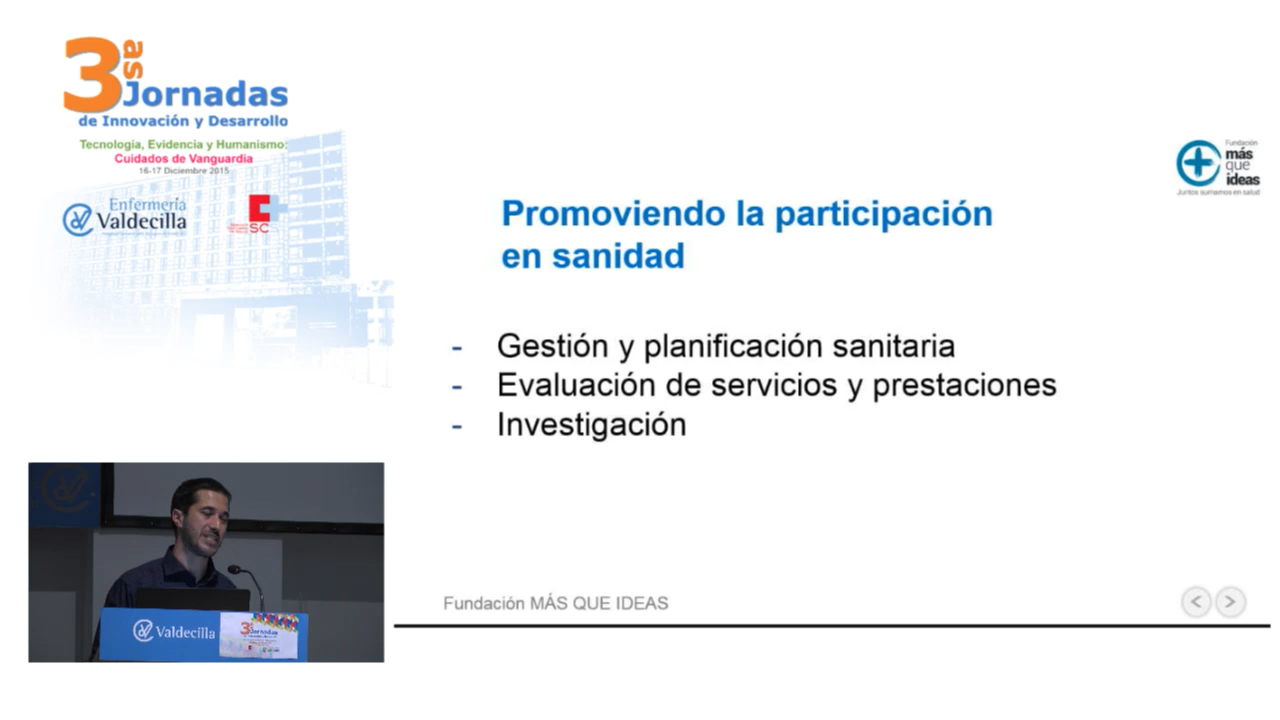 3as Jornadas
de Innovación y Desarrollo
Tecnología, Evidencia y Humanismo:
Cuidados de Vanguardia
16-17 Diciembre 2015
Enfermería
Valdecilla
SC
Fundación
más
que
ideas
Juntos sumamos en salud
Promoviendo la participación
en sanidad
- Gestión y planificación sanitaria
- Evaluación de servicios y prestaciones
- Investigación
Fundación MÁS QUE IDEAS
Valdecilla
3as Jornadas